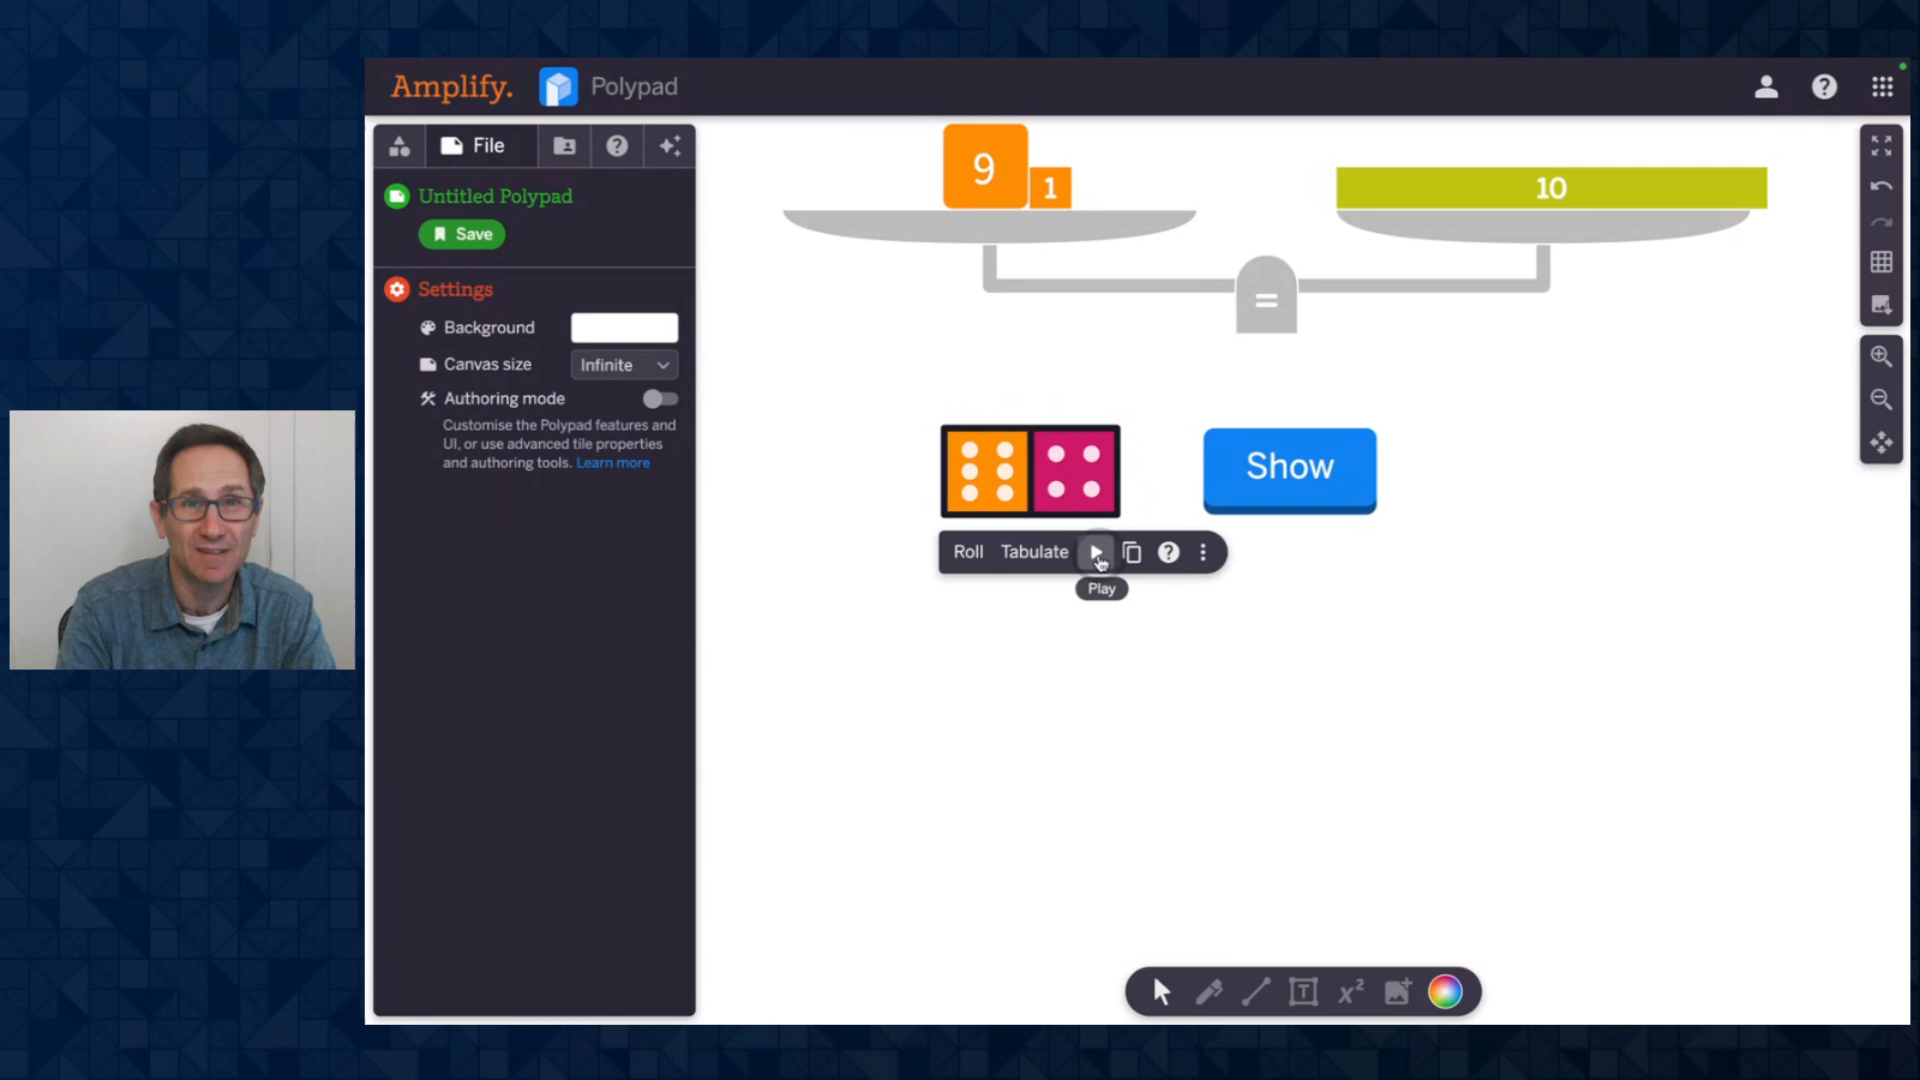 Amplify. Polypad
File
Untitled Polypad
Save
Settings
Background
Canvas size Infinite
Authoring mode
Customise the Polypad features and
UI, or use advanced tile properties
and authoring tools. Learn more
9 1
10
=
Show
Roll Tabulate
Play
T x²